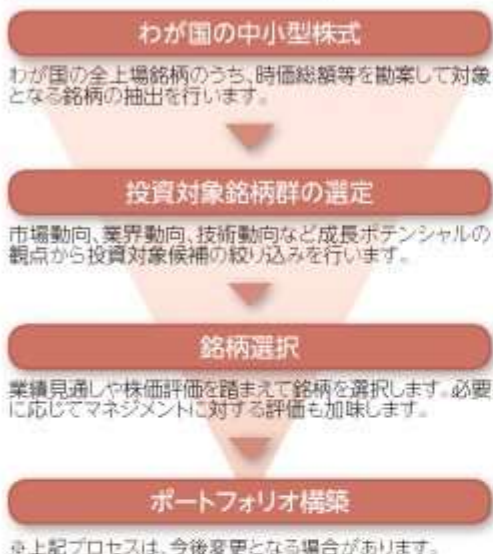 わが国の中小型株式
わが国の全上場銘柄のうち、時価総額等を勘案して対象
となる銘柄の抽出を行います。
投資対象銘柄群の選定
市場動向、業界動向、技術動向など成長ポテンシャルの
観点から投資対象候補の絞り込みを行います。
銘柄選択
業績見通しや株価評価を踏まえて銘柄を選択します。必要
に応じてマネジメントに対する評価も加味します。
ポートフォリオ構築
※上記プロセスは、今後変更となる場合があります。